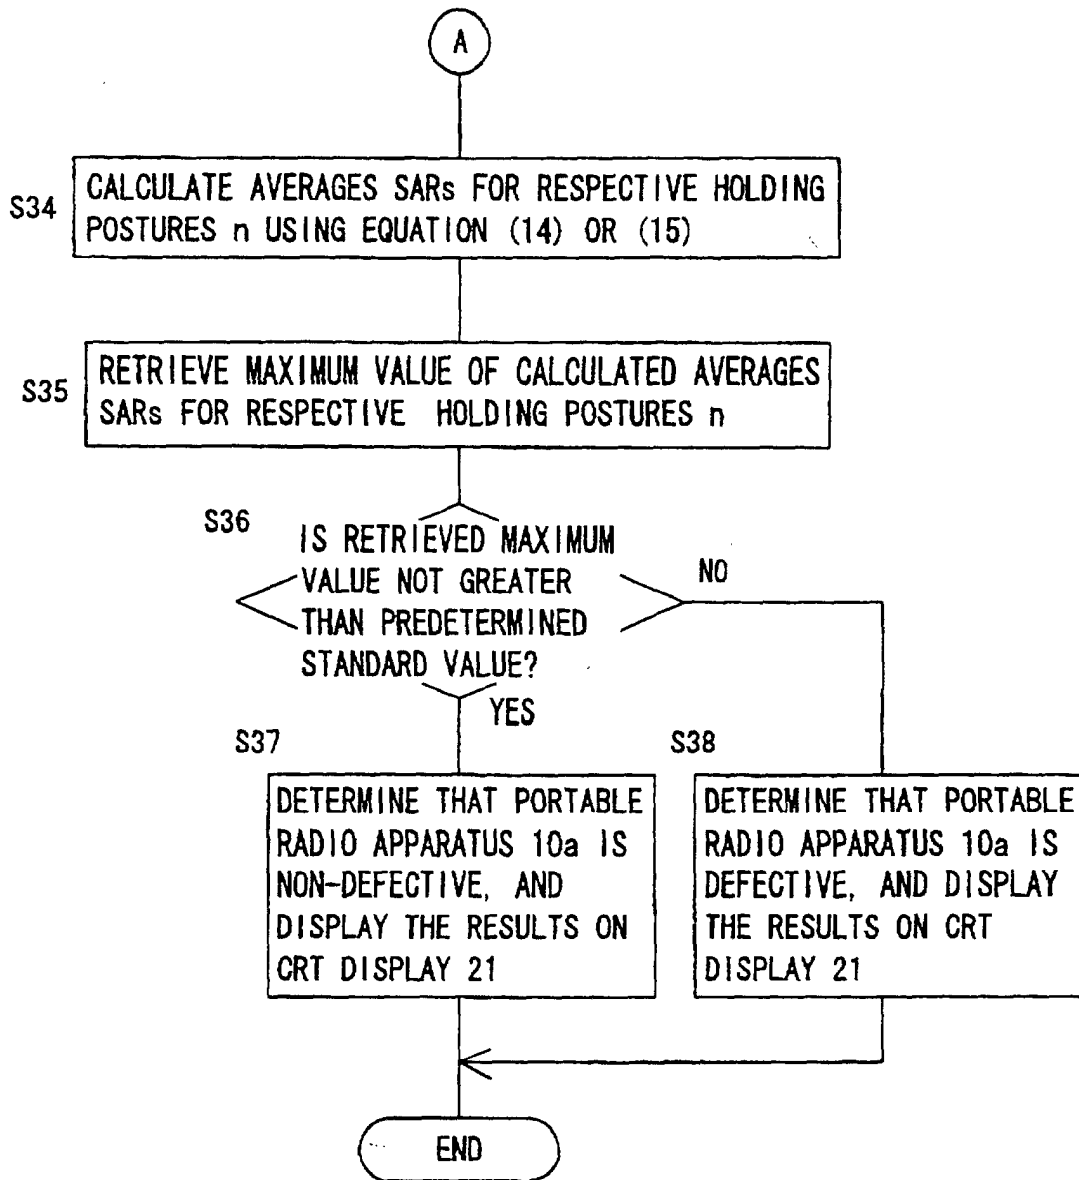 A
S34
CALCULATE AVERAGES SARs FOR RESPECTIVE HOLDING
POSTURES n USING EQUATION (14) OR (15)
S35
RETRIEVE MAXIMUM VALUE OF CALCULATED AVERAGES
SARs FOR RESPECTIVE HOLDING POSTURES n
S36
IS RETRIEVED MAXIMUM
VALUE NOT GREATER
THAN PREDETERMINED
STANDARD VALUE?
NO
YES
S37
DETERMINE THAT PORTABLE
RADIO APPARATUS 10a IS
NON-DEFECTIVE, AND
DISPLAY THE RESULTS ON
CRT DISPLAY 21
S38
DETERMINE THAT PORTABLE
RADIO APPARATUS 10a IS
DEFECTIVE, AND DISPLAY
THE RESULTS ON CRT
DISPLAY 21
END